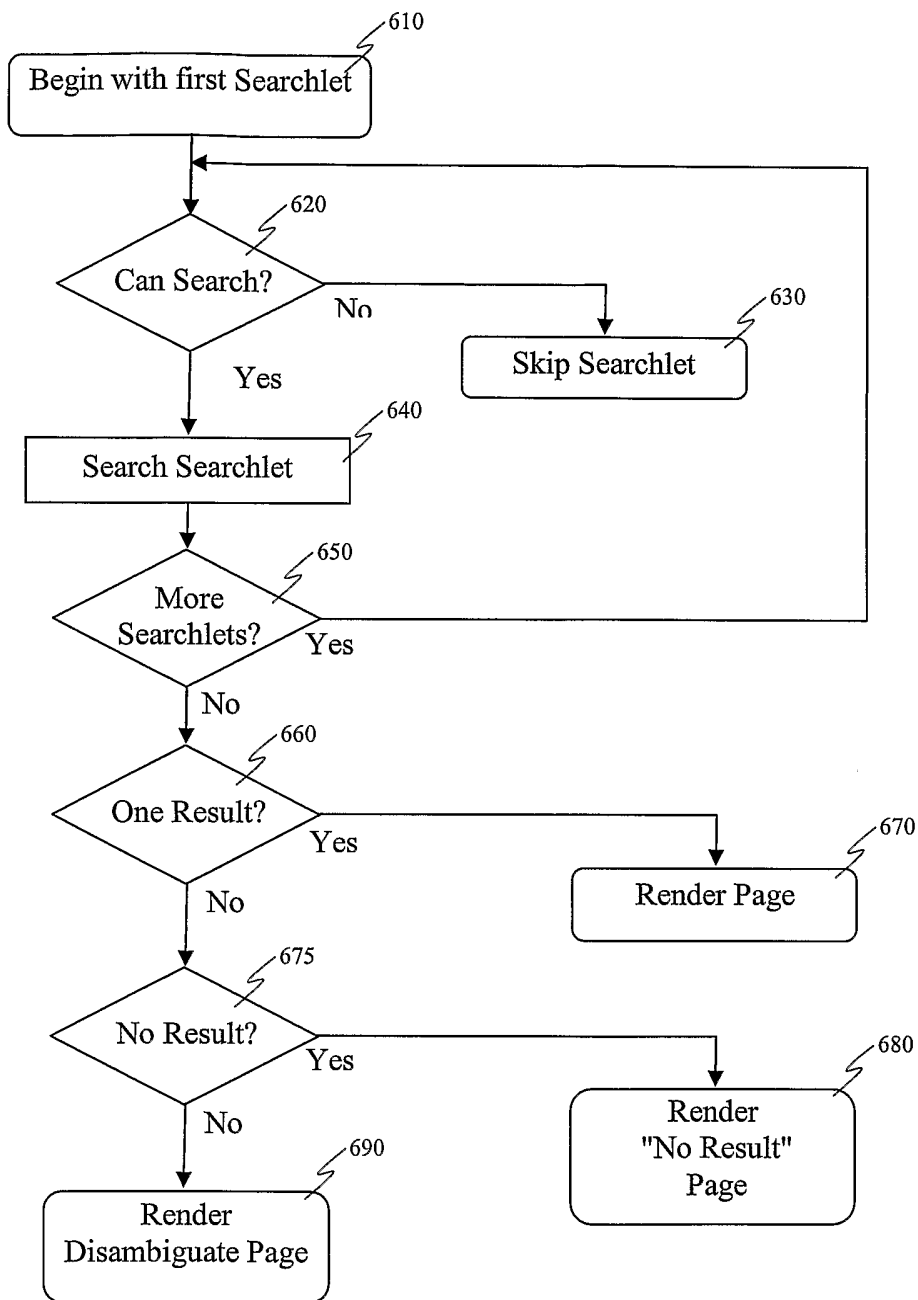 610
Begin with first Searchlet
620
Can Search?
No
630
Skip Searchlet
Yes
640
Search Searchlet
650
More
Searchlets?
Yes
No
660
One Result?
Yes
670
Render Page
No
675
No Result?
Yes
680
Render
"No Result"
Page
No
690
Render
Disambiguate Page